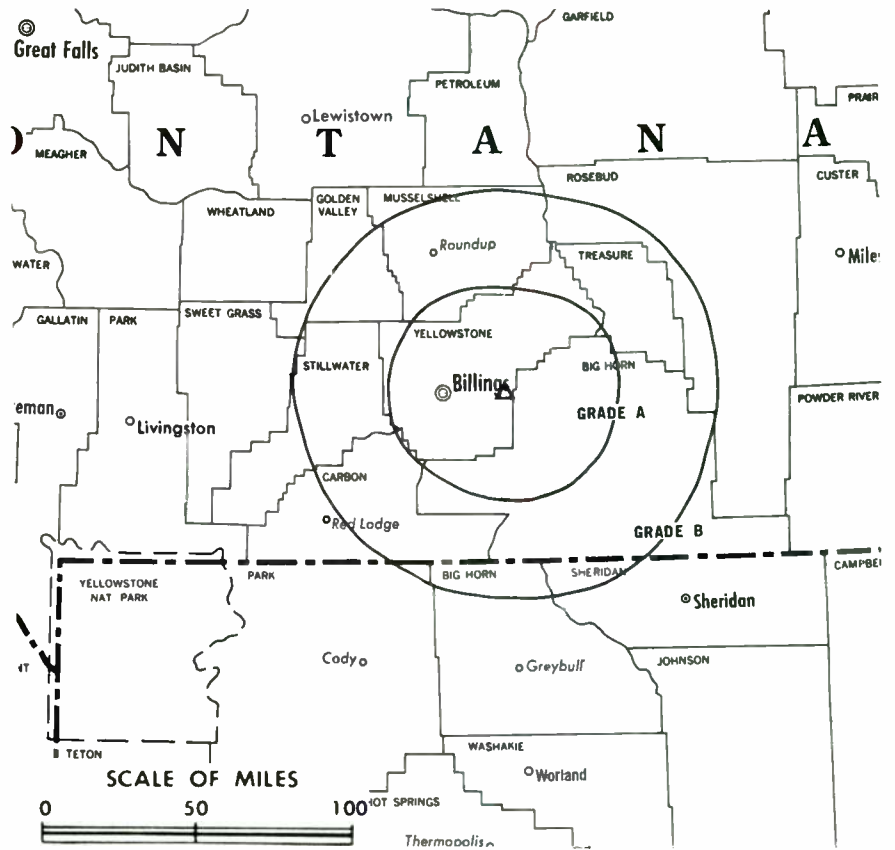 GARFIELD
Great Falls
JUDITH BASIN
PETROLEUM
PRAIR
Lewistown
N T A N A
MEAGHER
ROSEBUD
CUSTER
GOLDEN
VALLEY
MUSSELSHELL
WHEATLAND
Roundup
TREASURE
Miles
WATER
GALLATIN
PARK
SWEET GRASS
YELLOWSTONE
STILLWATER
BIG HORN
Billings
POWDER RIVER
eman
Livingston
GRADE A
CARBON
Red Lodge
GRADE B
YELLOWSTONE
NAT PARK
PARK
BIG HORN
SHERIDAN
CAMPBE
Sheridan
Cody
Greybull
JOHNSON
NT
TETON
WASHAKIE
SCALE OF MILES
Worland
0 50 100
HOT SPRINGS
Thermopolis